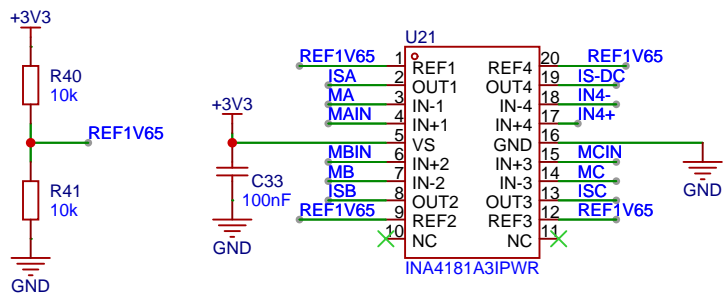 +3V3
R40
10k
REF1V65
R41
10k
GND
+3V3
C33
100nF
GND
U21
REF1V65 1 REF1 REF4 20 REF1V65
ISA 2 OUT1 OUT4 19 IS-DC
MA 3 IN-1 IN-4 18 IN4-
MAIN 4 IN+1 IN+4 17 IN4+
5 VS GND 16
MBIN 6 IN+2 IN+3 15 MCIN
MB 7 IN-2 IN-3 14 MC
ISB 8 OUT2 OUT3 13 ISC
REF1V65 9 REF2 REF3 12 REF1V65
10 NC NC 11
INA4181A3IPWR
GND